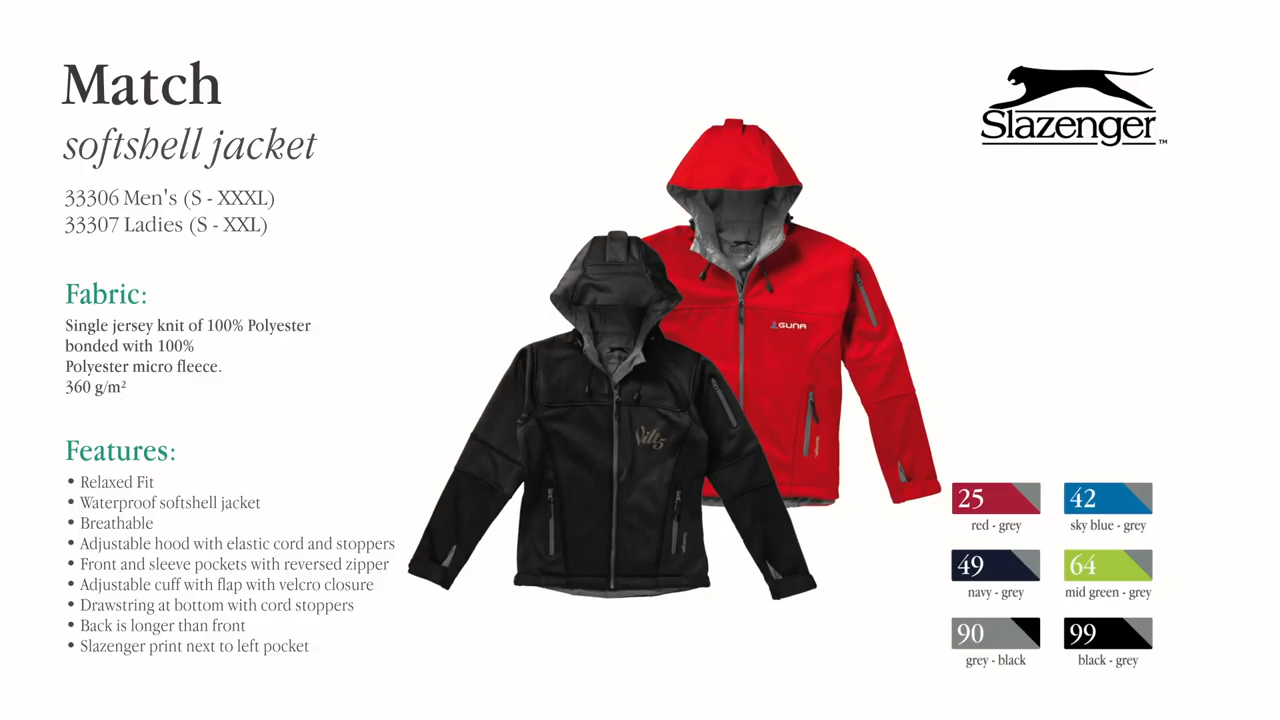 Match
softshell jacket
33306 Men's (S - XXXL)
33307 Ladies (S - XXL)
Fabric:
Single jersey knit of 100% Polyester
bonded with 100%
Polyester micro fleece.
360 g/m²
Features:
• Relaxed Fit
• Waterproof softshell jacket
• Breathable
• Adjustable hood with elastic cord and stoppers
• Front and sleeve pockets with reversed zipper
• Adjustable cuff with flap with velcro closure
• Drawstring at bottom with cord stoppers
• Back is longer than front
• Slazenger print next to left pocket
GUNA
Slazenger
Slazenger
Slazenger™
25
red - grey
42
sky blue - grey
49
navy - grey
64
mid green - grey
90
grey - black
99
black - grey